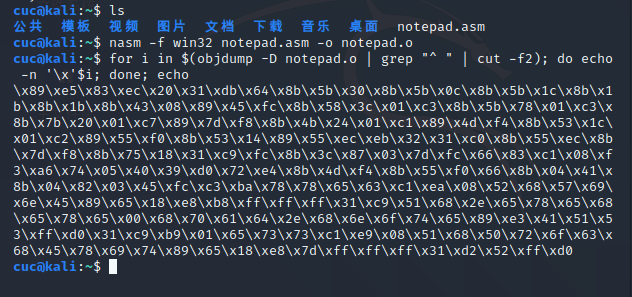 cuc@kali:~$ ls
公共 模板 视频 图片 文档 下载 音乐 桌面 notepad.asm
cuc@kali:~$ nasm -f win32 notepad.asm -o notepad.o
cuc@kali:~$ for i in $(objdump -D notepad.o | grep "^ " | cut -f2); do echo
-n '\x'$i; done; echo
\x89\xe5\x83\xec\x20\x31\xdb\x64\x8b\x5b\x30\x8b\x5b\x0c\x8b\x5b\x1c\x8b\x1
b\x8b\x1b\x8b\x43\x08\x89\x45\xfc\x8b\x58\x3c\x01\xc3\x8b\x5b\x78\x01\xc3\x
8b\x7b\x20\x01\xc7\x89\x7d\xf8\x8b\x4b\x24\x01\xc1\x89\x4d\xf4\x8b\x53\x1c\
x01\xc2\x89\x55\xf0\x8b\x53\x14\x89\x55\xec\xeb\x32\x31\xc0\x8b\x55\xec\x8b
\x7d\xf8\x8b\x75\x18\x31\xc9\xfc\x8b\x3c\x87\x03\x7d\xfc\x66\x83\xc1\x08\xf
3\xa6\x74\x05\x40\x39\xd0\x72\xe4\x8b\x4d\xf4\x8b\x55\xf0\x66\x8b\x04\x41\x
8b\x04\x82\x03\x45\xfc\xc3\xba\x78\x78\x65\x63\xc1\xea\x08\x52\x68\x57\x69\
x6e\x45\x89\x65\x18\xe8\xb8\xff\xff\xff\x31\xc9\x51\x68\x2e\x65\x78\x65\x68
\x65\x78\x65\x00\x68\x70\x61\x64\x2e\x68\x6e\x6f\x74\x65\x89\xe3\x41\x51\x5
3\xff\xd0\x31\xc9\xb9\x01\x65\x73\x73\xc1\xe9\x08\x51\x68\x50\x72\x6f\x63\x
68\x45\x78\x69\x74\x89\x65\x18\xe8\x7d\xff\xff\xff\x31\xd2\x52\xff\xd0
cuc@kali:~$